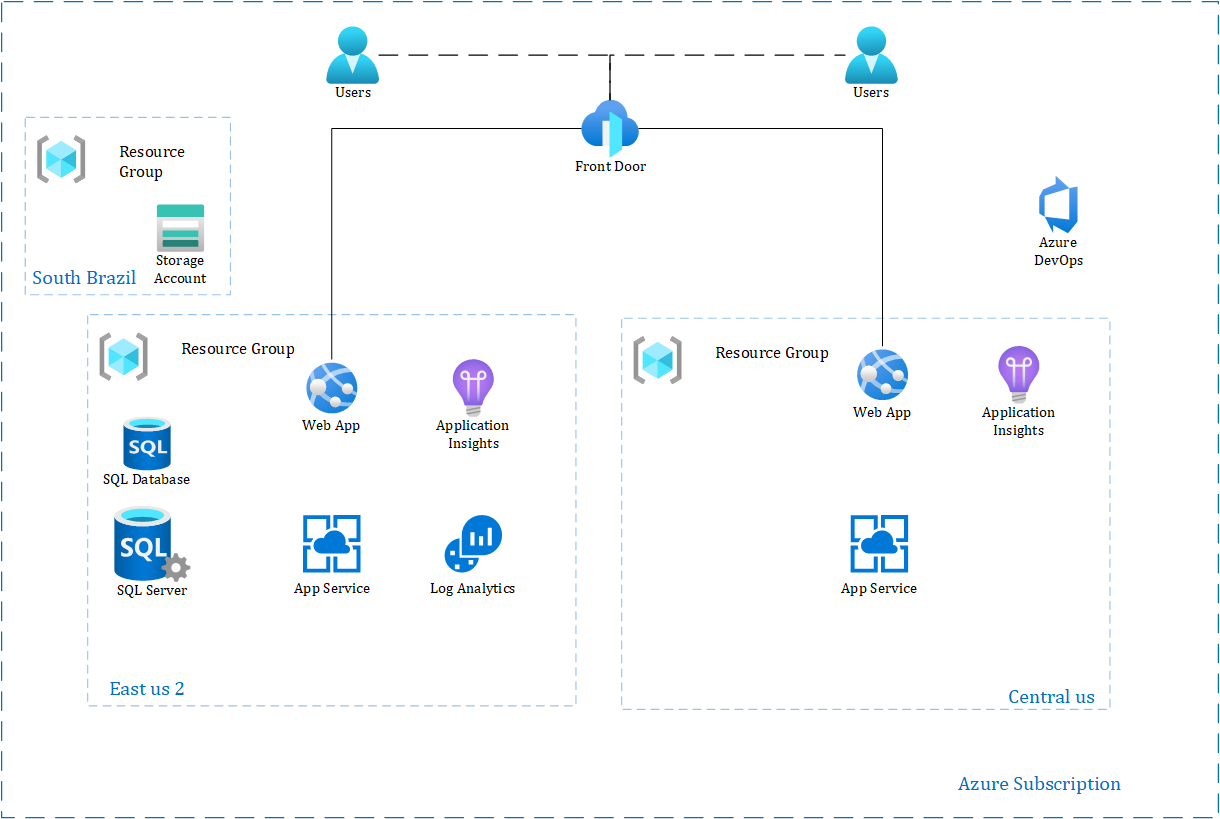 Users
Users
Front Door
Resource
Group
Storage
Account
South Brazil
Azure
DevOps
Resource Group
Web App
Application
Insights
SQL Database
SQL
SQL
SQL Server
App Service
Log Analytics
East us 2
Resource Group
Web App
Application
Insights
App Service
Central us
Azure Subscription